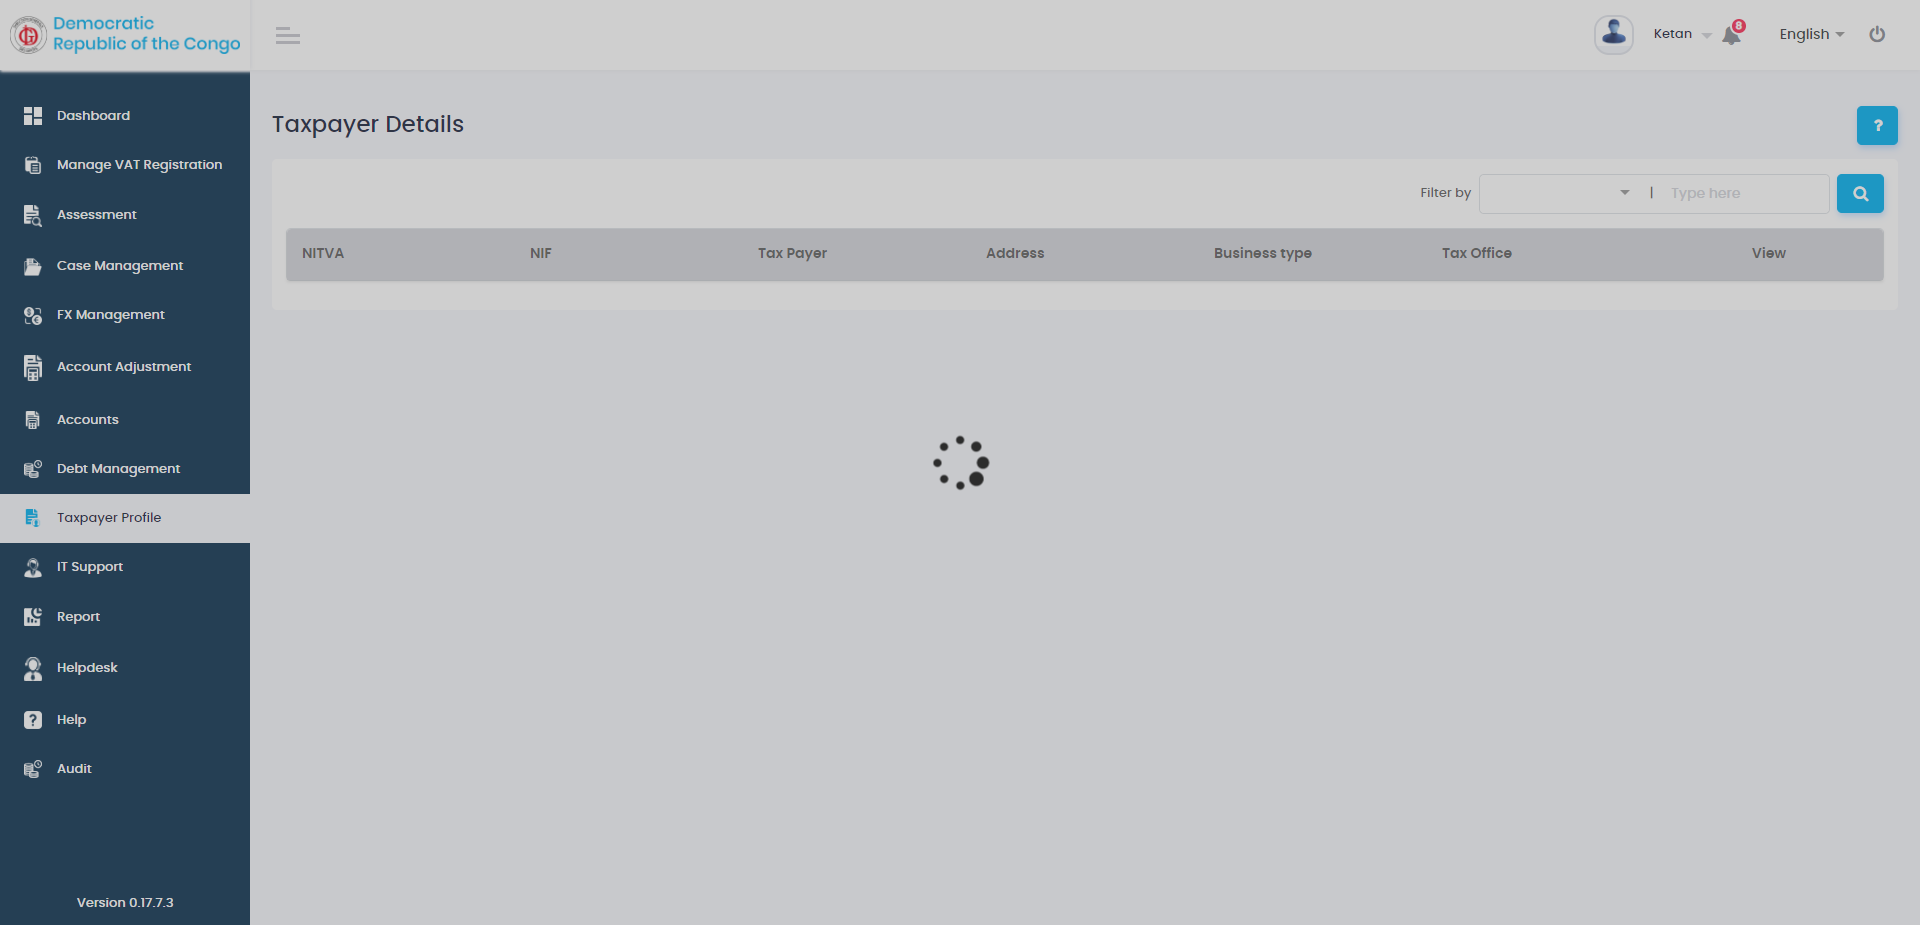 Democratic
Republic of the Congo
Ketan
8
English
Dashboard
Manage VAT Registration
Assessment
Case Management
FX Management
Account Adjustment
Accounts
Debt Management
Taxpayer Profile
IT Support
Report
Helpdesk
Help
Audit
Version 0.17.7.3
Taxpayer Details
?
Filter by
| Type here
NITVA NIF Tax Payer Address Business type Tax Office View